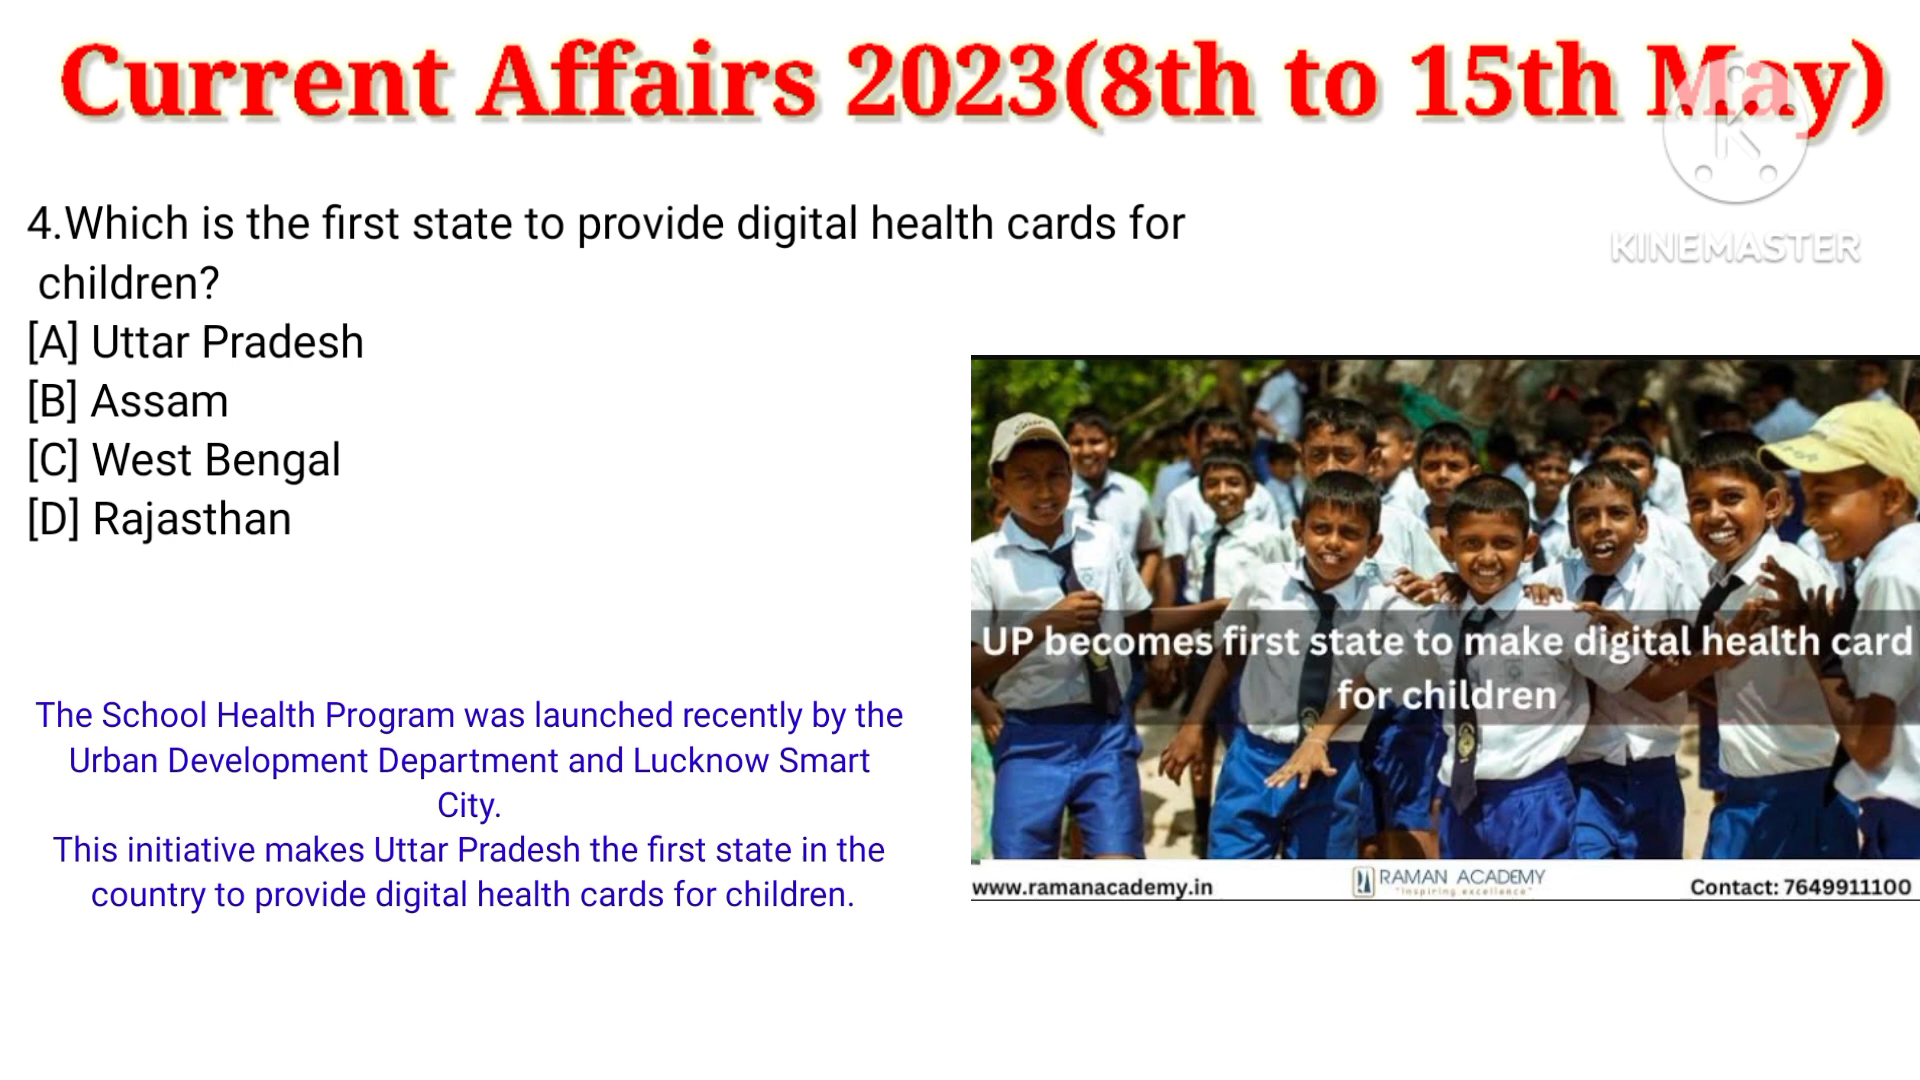 Current Affairs 2023(8th to 15th May)
KINEMASTER
4.Which is the first state to provide digital health cards for
children?
[A] Uttar Pradesh
[B] Assam
[C] West Bengal
[D] Rajasthan
UP becomes first state to make digital health card
for children
The School Health Program was launched recently by the
Urban Development Department and Lucknow Smart
City.
This initiative makes Uttar Pradesh the first state in the
country to provide digital health cards for children.
www.ramanacademy.in
RAMAN ACADEMY
"Inspiring excellence"
Contact: 7649911100